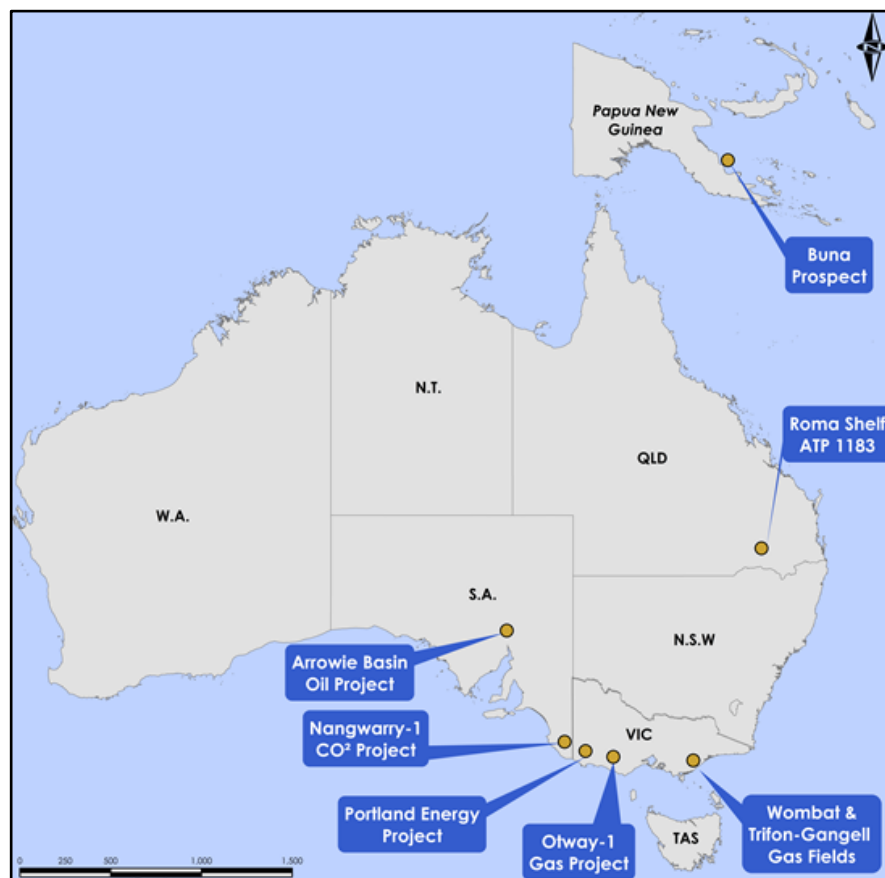 N
Papua New
Guinea
Buna
Prospect
N.T.
Roma Shelf
ATP 1183
QLD
W.A.
S.A.
N.S.W
Arrowie Basin
Oil Project
Nangwarry-1
CO² Project
VIC
Portland Energy
Project
Otway-1
Gas Project
TAS
Wombat &
Trifon-Gangell
Gas Fields
0 250 500 1,000 1,500